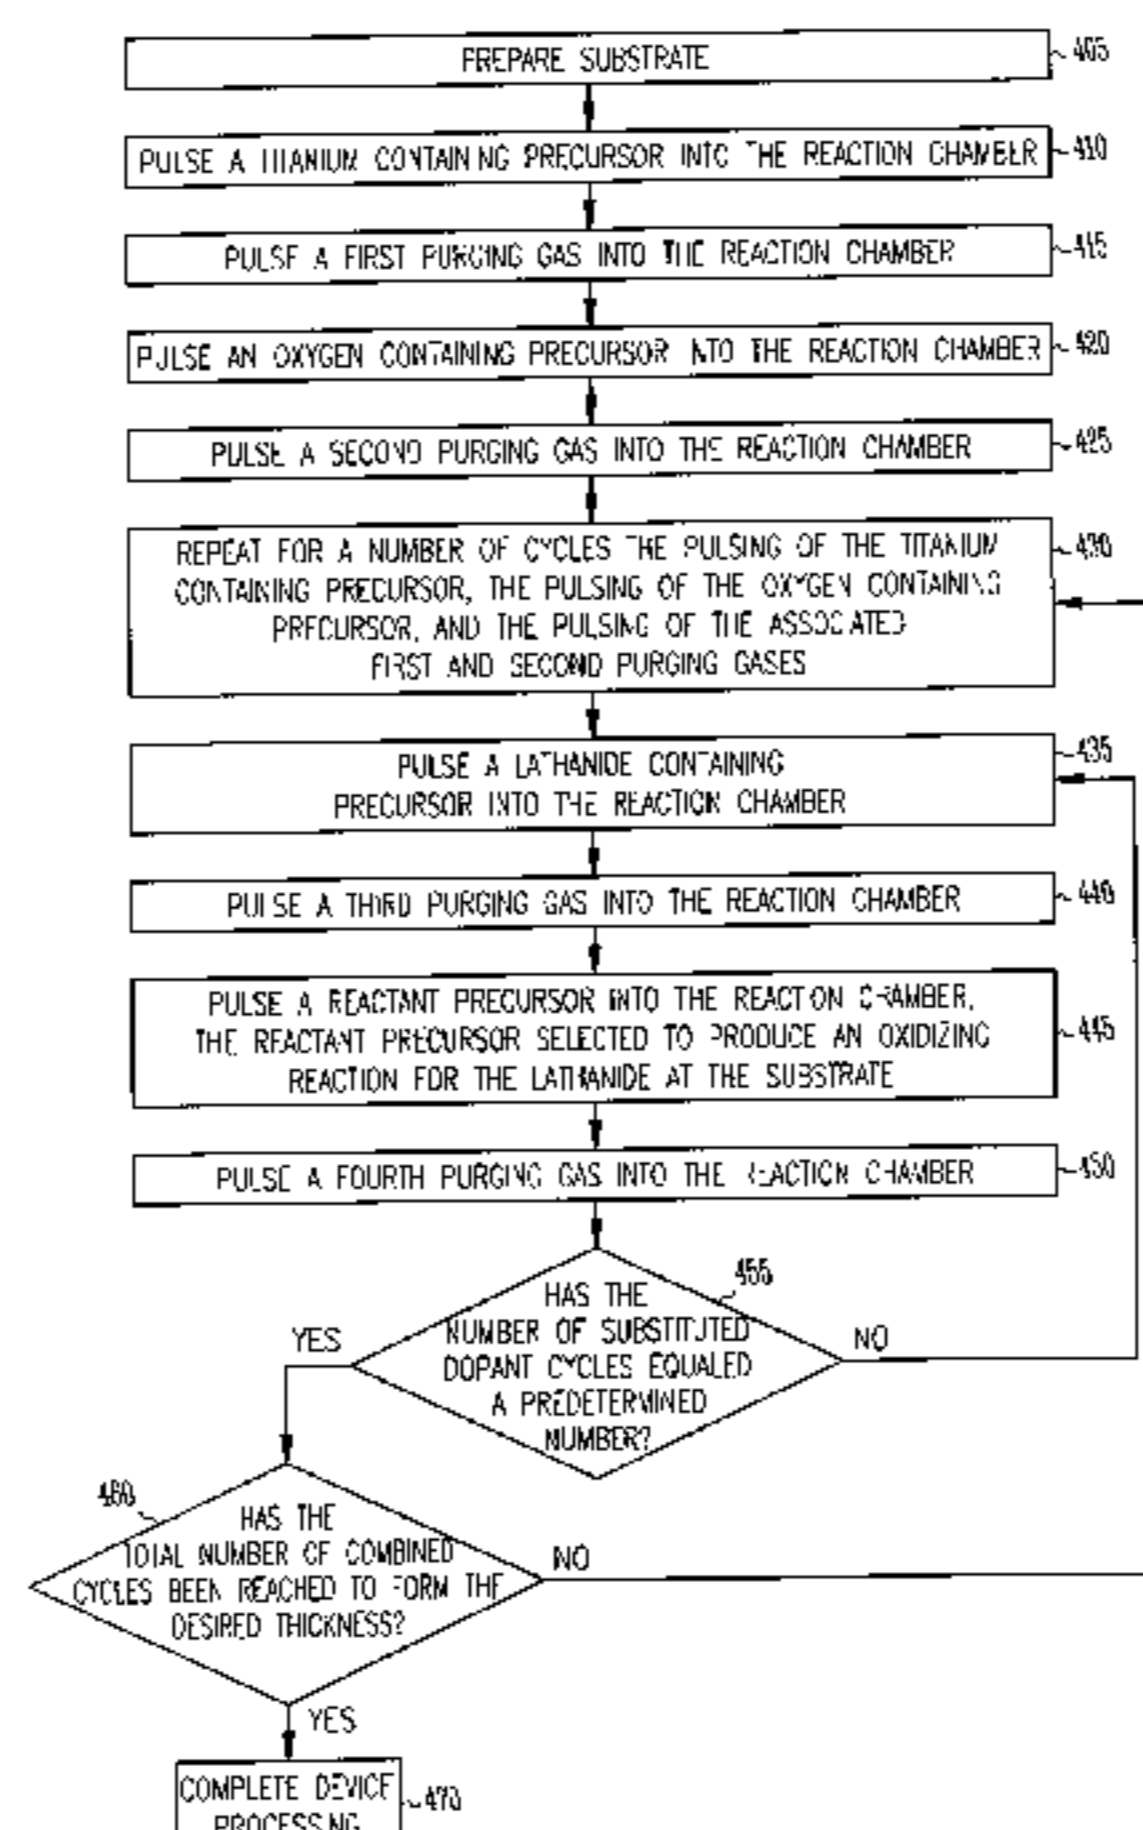 PREPARE SUBSTRATE
405
PULSE A TITANIUM CONTAINING PRECURSOR INTO THE REACTION CHAMBER
410
PULSE A FIRST PURGING GAS INTO THE REACTION CHAMBER
415
PULSE AN OXYGEN CONTAINING PRECURSOR INTO THE REACTION CHAMBER
420
PULSE A SECOND PURGING GAS INTO THE REACTION CHAMBER
425
REPEAT FOR A NUMBER OF CYCLES THE PULSING OF THE TITANIUM
CONTAINING PRECURSOR, THE PULSING OF THE OXYGEN CONTAINING
PRECURSOR, AND THE PULSING OF THE ASSOCIATED
FIRST AND SECOND PURGING GASES
430
PULSE A LATHANIDE CONTAINING
PRECURSOR INTO THE REACTION CHAMBER
435
PULSE A THIRD PURGING GAS INTO THE REACTION CHAMBER
440
PULSE A REACTANT PRECURSOR INTO THE REACTION CHAMBER,
THE REACTANT PRECURSOR SELECTED TO PRODUCE AN OXIDIZING
REACTION FOR THE LATHANIDE AT THE SUBSTRATE
445
PULSE A FOURTH PURGING GAS INTO THE REACTION CHAMBER
450
455
HAS THE
NUMBER OF SUBSTITUTED
DOPANT CYCLES EQUALED
A PREDETERMINED
NUMBER?
YES
NO
460
HAS THE
TOTAL NUMBER OF COMBINED
CYCLES BEEN REACHED TO FORM THE
DESIRED THICKNESS?
NO
YES
COMPLETE DEVICE
PROCESSING
470